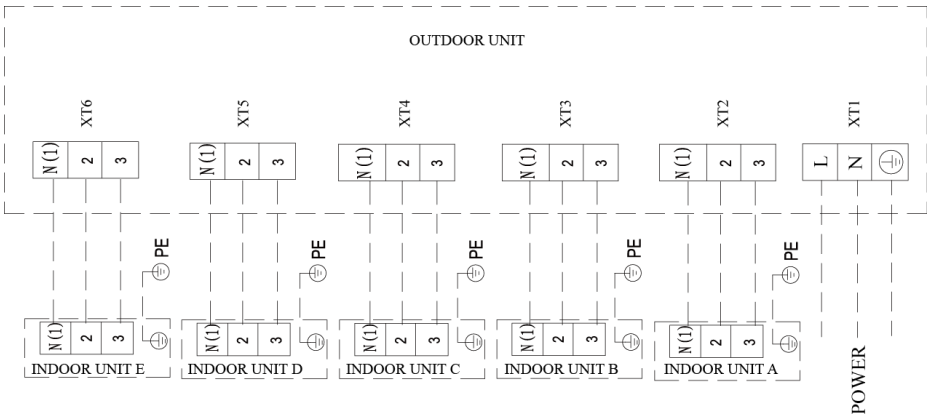 OUTDOOR UNIT
XT6 XT5 XT4 XT3 XT2 XT1
N (1) 2 3 N (1) 2 3 N (1) 2 3 N (1) 2 3 N (1) 2 3 L N
PE PE PE PE PE
N (1) 2 3 N (1) 2 3 N (1) 2 3 N (1) 2 3 N (1) 2 3
INDOOR UNIT E INDOOR UNIT D INDOOR UNIT C INDOOR UNIT B INDOOR UNIT A
POWER